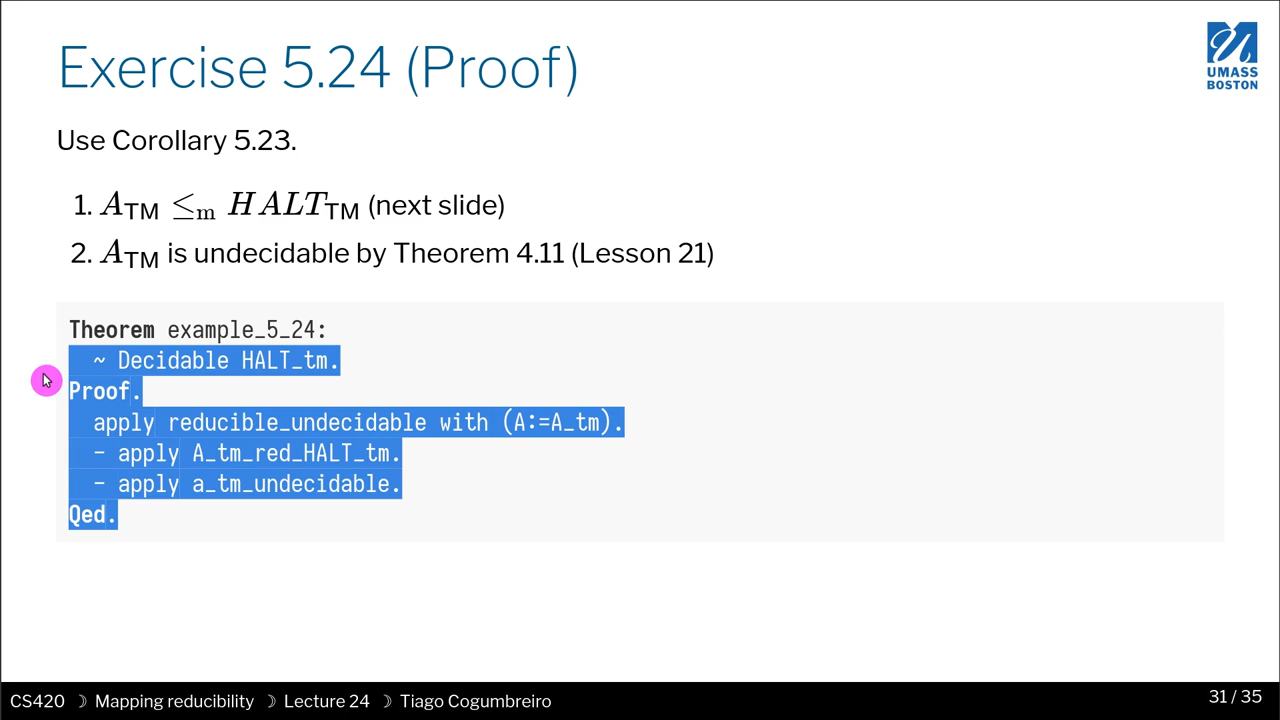 Exercise 5.24 (Proof)
UMASS
BOSTON
Use Corollary 5.23.
1. A_TM ≤_m HALT_TM (next slide)
2. A_TM is undecidable by Theorem 4.11 (Lesson 21)
Theorem example_5_24:
  ~ Decidable HALT_tm.
Proof.
  apply reducible_undecidable with (A:=A_tm).
  - apply A_tm_red_HALT_tm.
  - apply a_tm_undecidable.
Qed.
CS420 ☽ Mapping reducibility ☽ Lecture 24 ☽ Tiago Cogumbreiro
31 / 35